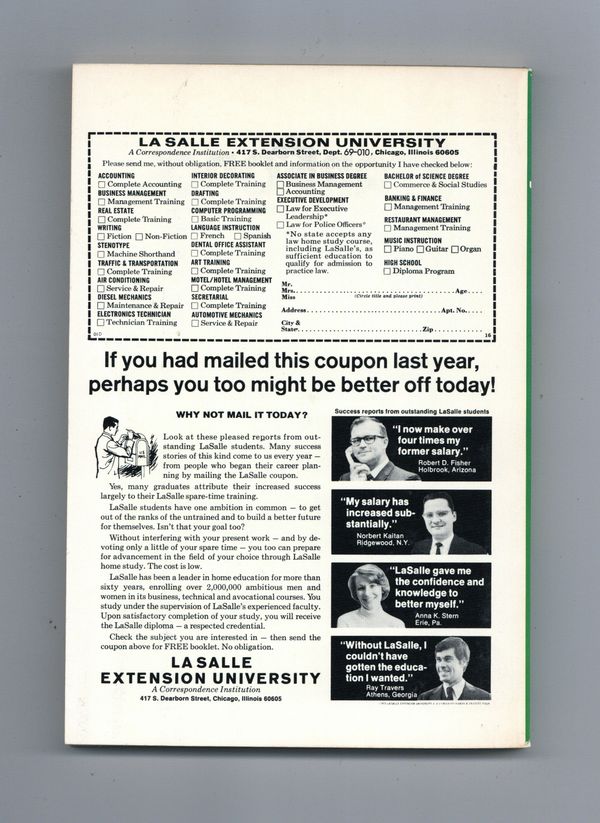 LA SALLE EXTENSION UNIVERSITY
A Correspondence Institution • 417 S. Dearborn Street, Dept. 69-010, Chicago, Illinois 60605
Please send me, without obligation, FREE booklet and information on the opportunity I have checked below:
ACCOUNTING
Complete Accounting
BUSINESS MANAGEMENT
Management Training
REAL ESTATE
Complete Training
WRITING
Fiction Non-Fiction
STENOTYPE
Machine Shorthand
TRAFFIC & TRANSPORTATION
Complete Training
AIR CONDITIONING
Service & Repair
DIESEL MECHANICS
Maintenance & Repair
ELECTRONICS TECHNICIAN
Technician Training
INTERIOR DECORATING
Complete Training
DRAFTING
Complete Training
COMPUTER PROGRAMMING
Basic Training
LANGUAGE INSTRUCTION
French Spanish
DENTAL OFFICE ASSISTANT
Complete Training
ART TRAINING
Complete Training
MOTEL/HOTEL MANAGEMENT
Complete Training
SECRETARIAL
Complete Training
AUTOMOTIVE MECHANICS
Service & Repair
ASSOCIATE IN BUSINESS DEGREE
Business Management
Accounting
EXECUTIVE DEVELOPMENT
Law for Executive
Leadership*
Law for Police Officers*
*No state accepts any
law home study course,
including LaSalle's, as
sufficient education to
qualify for admission to
practice law.
BACHELOR of SCIENCE DEGREE
Commerce & Social Studies
BANKING & FINANCE
Management Training
RESTAURANT MANAGEMENT
Management Training
MUSIC INSTRUCTION
Piano Guitar Organ
HIGH SCHOOL
Diploma Program
Mr.
Mrs. Age
Miss (Circle title and please print)
Address Apt. No.
City &
State Zip
010
16
If you had mailed this coupon last year,
perhaps you too might be better off today!
WHY NOT MAIL IT TODAY?
Look at these pleased reports from out-
standing LaSalle students. Many success
stories of this kind come to us every year —
from people who began their career plan-
ning by mailing the LaSalle coupon.
Yes, many graduates attribute their increased success
largely to their LaSalle spare-time training.
LaSalle students have one ambition in common — to get
out of the ranks of the untrained and to build a better future
for themselves. Isn't that your goal too?
Without interfering with your present work — and by de-
voting only a little of your spare time — you too can prepare
for advancement in the field of your choice through LaSalle
home study. The cost is low.
LaSalle has been a leader in home education for more than
sixty years, enrolling over 2,000,000 ambitious men and
women in its business, technical and avocational courses. You
study under the supervision of LaSalle's experienced faculty.
Upon satisfactory completion of your study, you will receive
the LaSalle diploma — a respected credential.
Check the subject you are interested in — then send the
coupon above for FREE booklet. No obligation.
LA SALLE
EXTENSION UNIVERSITY
A Correspondence Institution
417 S. Dearborn Street, Chicago, Illinois 60605
Success reports from outstanding LaSalle students
"I now make over
four times my
former salary."
Robert D. Fisher
Holbrook, Arizona
"My salary has
increased sub-
stantially."
Norbert Kaitan
Ridgewood, N.Y.
"LaSalle gave me
the confidence and
knowledge to
better myself."
Anna K. Stern
Erie, Pa.
"Without LaSalle, I
couldn't have
gotten the educa-
tion I wanted."
Ray Travers
Athens, Georgia